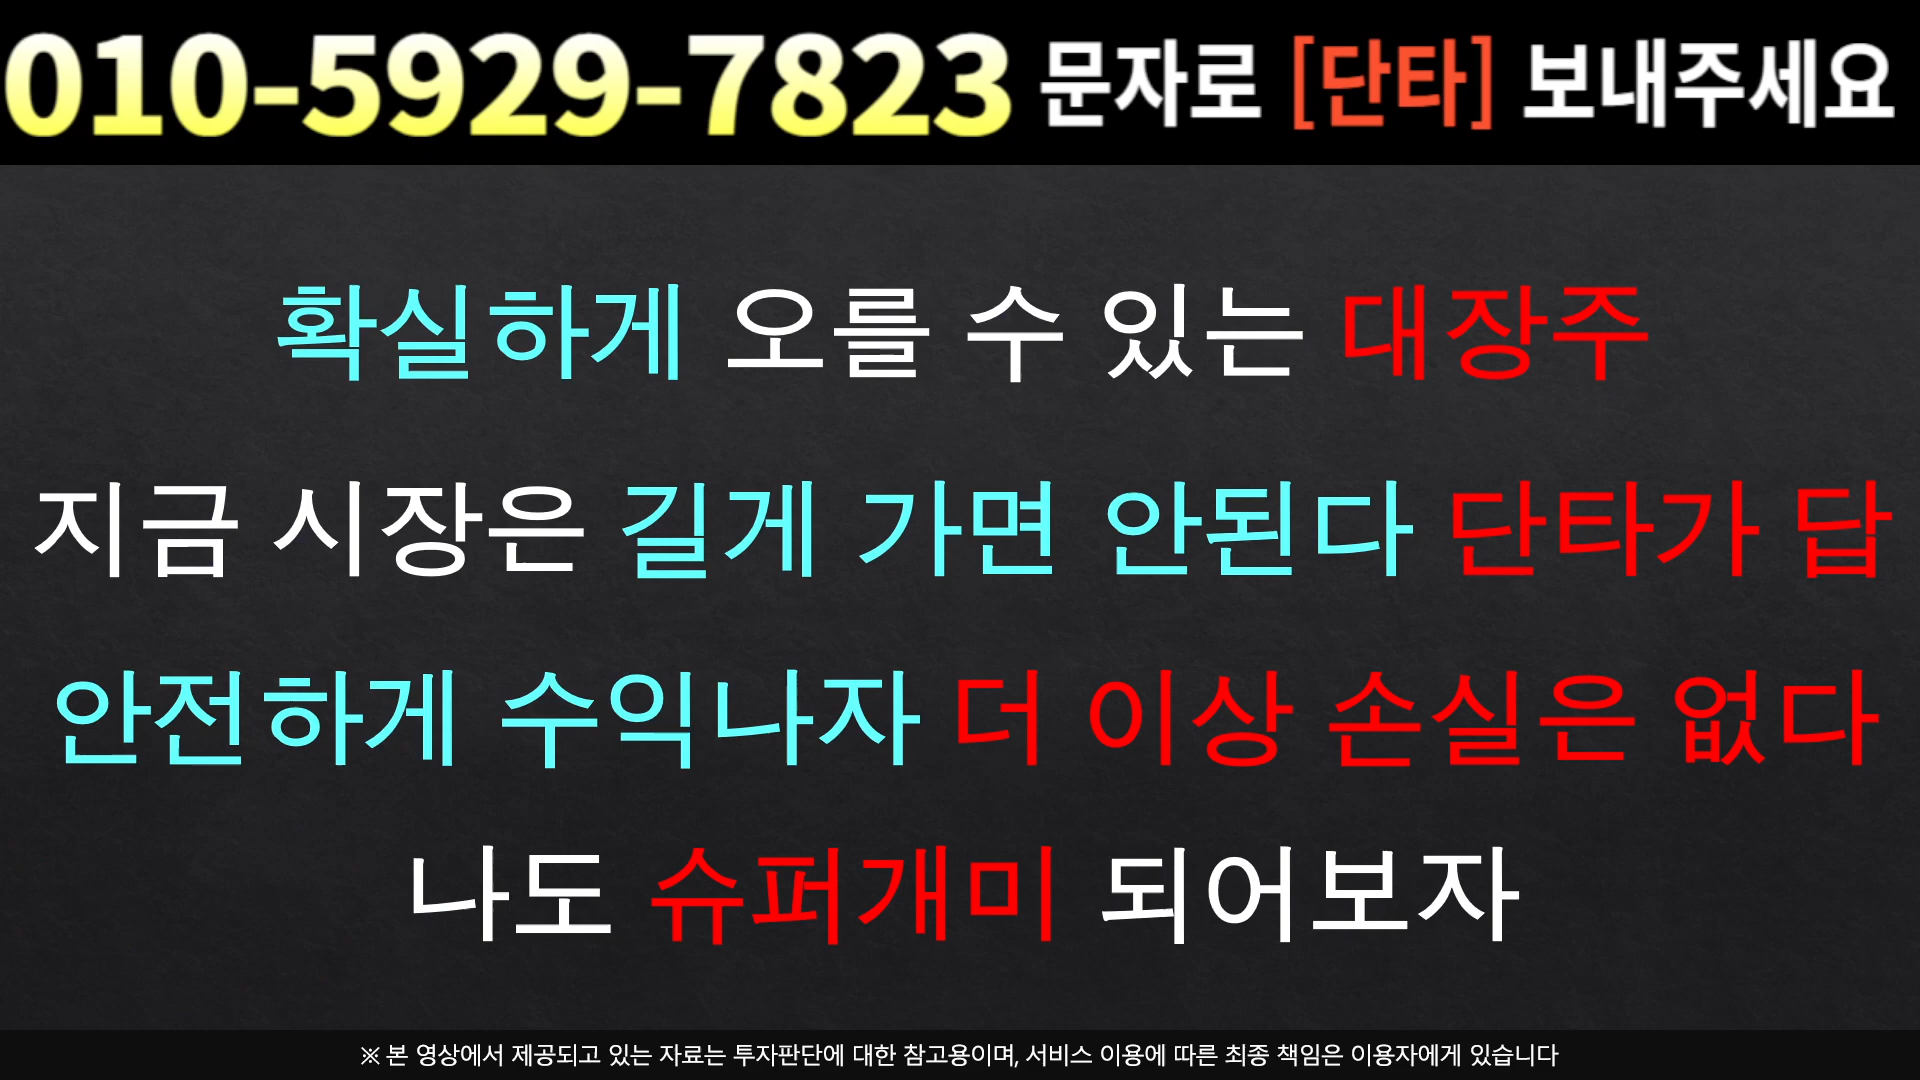 010-5929-7823 문자로 [단타] 보내주세요
확실하게 오를 수 있는 대장주
지금 시장은 길게 가면 안된다 단타가 답
안전하게 수익나자 더 이상 손실은 없다
나도 슈퍼개미 되어보자
※ 본 영상에서 제공되고 있는 자료는 투자판단에 대한 참고용이며, 서비스 이용에 따른 최종 책임은 이용자에게 있습니다